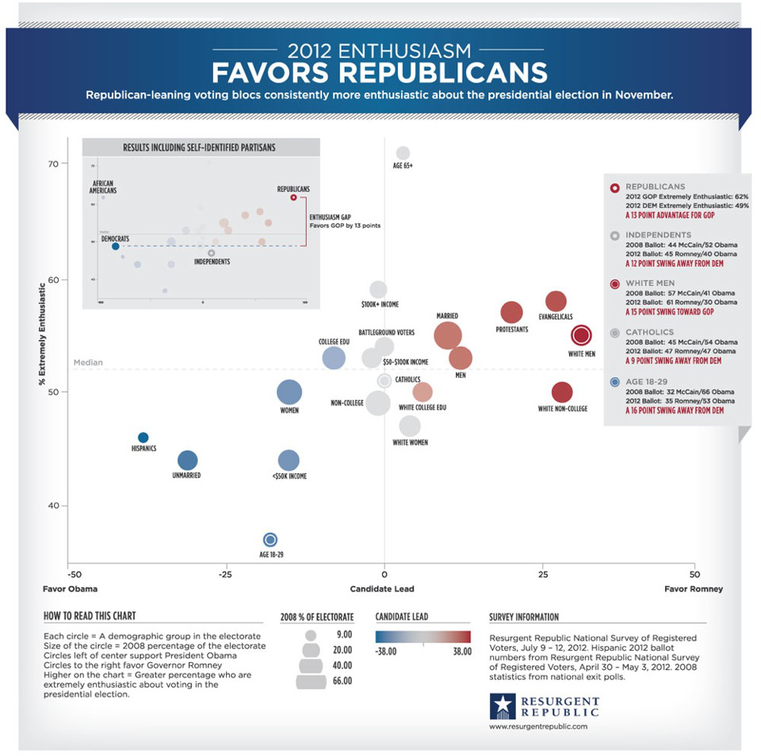 2012 ENTHUSIASM
FAVORS REPUBLICANS
Republican-leaning voting blocs consistently more enthusiastic about the presidential election in November.
RESULTS INCLUDING SELF-IDENTIFIED PARTISANS
AFRICAN
AMERICANS
REPUBLICANS
ENTHUSIASM GAP
Favors GOP by 13 points
DEMOCRATS
INDEPENDENTS
% Extremely Enthusiastic
70
60
50
40
Median
AGE 65+
$100K+ INCOME
MARRIED
PROTESTANTS
EVANGELICALS
WHITE MEN
BATTLEGROUND VOTERS
COLLEGE EDU
$50-$100K INCOME
MEN
CATHOLICS
WOMEN
NON-COLLEGE
WHITE COLLEGE EDU
WHITE NON-COLLEGE
WHITE WOMEN
HISPANICS
UNMARRIED
<$50K INCOME
AGE 18-29
-50
-25
0
25
50
Favor Obama
Candidate Lead
Favor Romney
REPUBLICANS
2012 GOP Extremely Enthusiastic: 62%
2012 DEM Extremely Enthusiastic: 49%
A 13 POINT ADVANTAGE FOR GOP
INDEPENDENTS
2008 Ballot: 44 McCain/52 Obama
2012 Ballot: 45 Romney/40 Obama
A 12 POINT SWING AWAY FROM DEM
WHITE MEN
2008 Ballot: 57 McCain/41 Obama
2012 Ballot: 61 Romney/30 Obama
A 15 POINT SWING TOWARD GOP
CATHOLICS
2008 Ballot: 45 McCain/54 Obama
2012 Ballot: 47 Romney/47 Obama
A 9 POINT SWING AWAY FROM DEM
AGE 18-29
2008 Ballot: 32 McCain/66 Obama
2012 Ballot: 35 Romney/53 Obama
A 16 POINT SWING AWAY FROM DEM
HOW TO READ THIS CHART
Each circle = A demographic group in the electorate
Size of the circle = 2008 percentage of the electorate
Circles left of center support President Obama
Circles to the right favor Governor Romney
Higher on the chart = Greater percentage who are
extremely enthusiastic about voting in the
presidential election.
2008 % OF ELECTORATE
9.00
20.00
40.00
66.00
CANDIDATE LEAD
-38.00
38.00
SURVEY INFORMATION
Resurgent Republic National Survey of Registered
Voters, July 9 – 12, 2012. Hispanic 2012 ballot
numbers from Resurgent Republic National Survey
of Registered Voters, April 30 - May 3, 2012. 2008
statistics from national exit polls.
RESURGENT
REPUBLIC
www.resurgentrepublic.com